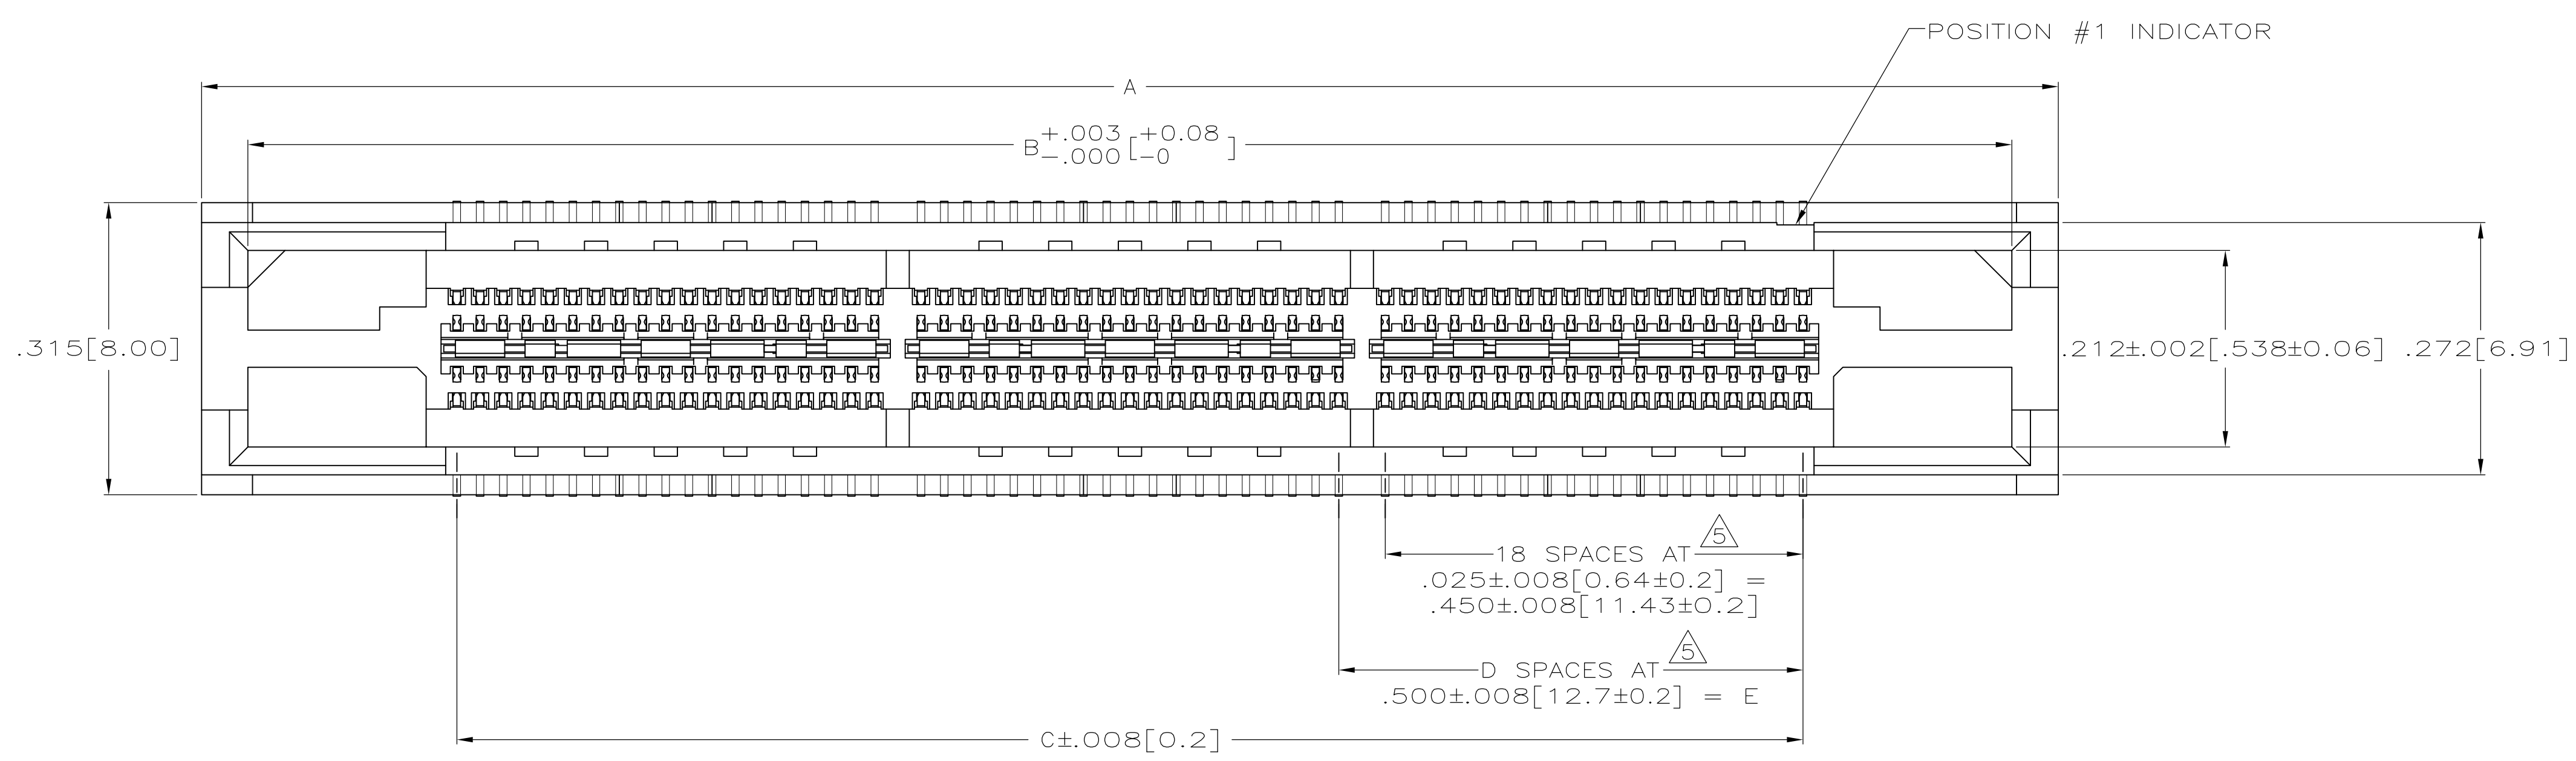 POSITION #1 INDICATOR
A
B+.003[+0.08
-.000[-0]
.315[8.00]
.212±.002[.538±0.06]
.272[6.91]
18 SPACES AT 5
.025±.008[0.64±0.2] =
.450±.008[11.43±0.2]
D SPACES AT 5
.500±.008[12.7±0.2] = E
C±.008[0.2]